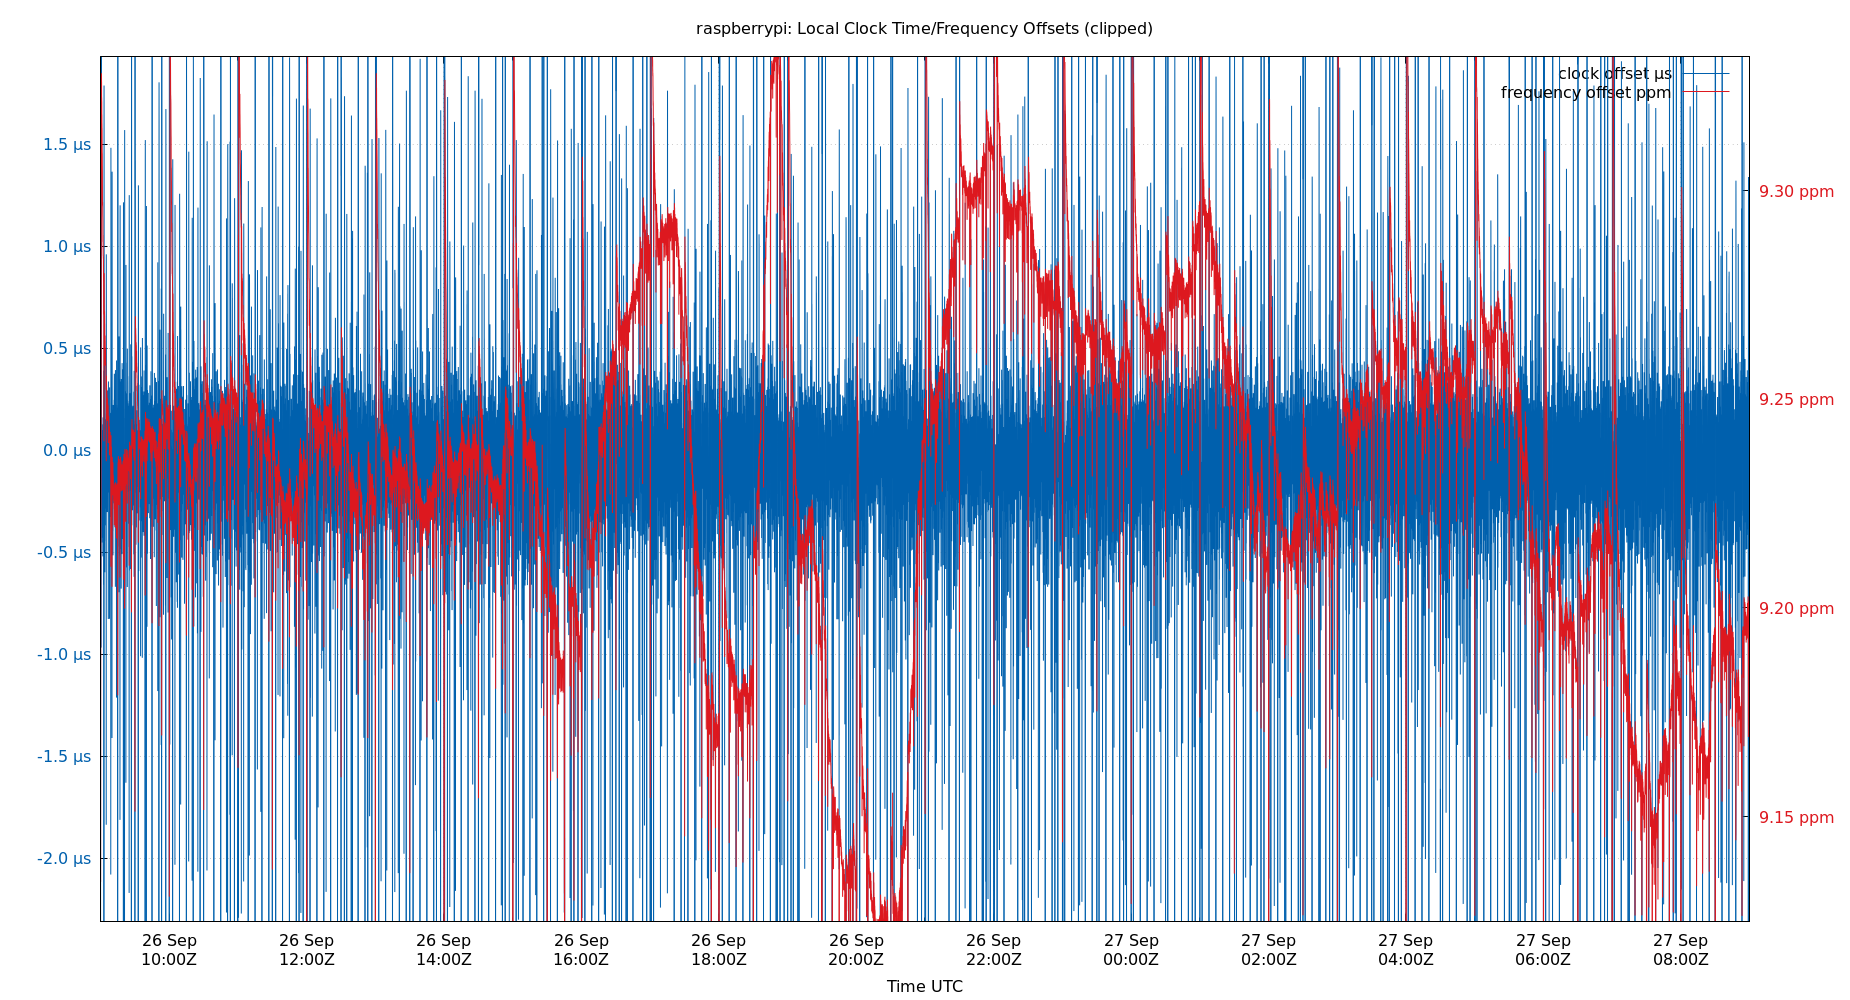 raspberrypi: Local Clock Time/Frequency Offsets (clipped)
clock offset µs
frequency offset ppm
1.5 µs
1.0 µs
0.5 µs
0.0 µs
-0.5 µs
-1.0 µs
-1.5 µs
-2.0 µs
9.30 ppm
9.25 ppm
9.20 ppm
9.15 ppm
26 Sep 26 Sep 26 Sep 26 Sep 26 Sep 26 Sep 26 Sep 27 Sep 27 Sep 27 Sep 27 Sep 27 Sep
10:00Z 12:00Z 14:00Z 16:00Z 18:00Z 20:00Z 22:00Z 00:00Z 02:00Z 04:00Z 06:00Z 08:00Z
Time UTC